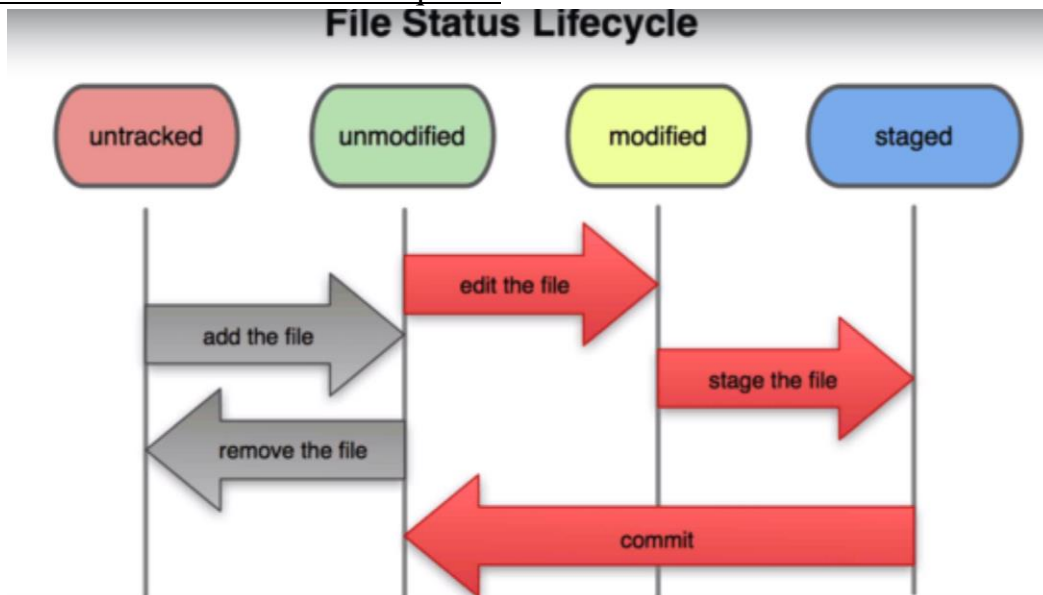 File Status Lifecycle
untracked
unmodified
modified
staged
edit the file
add the file
stage the file
remove the file
commit